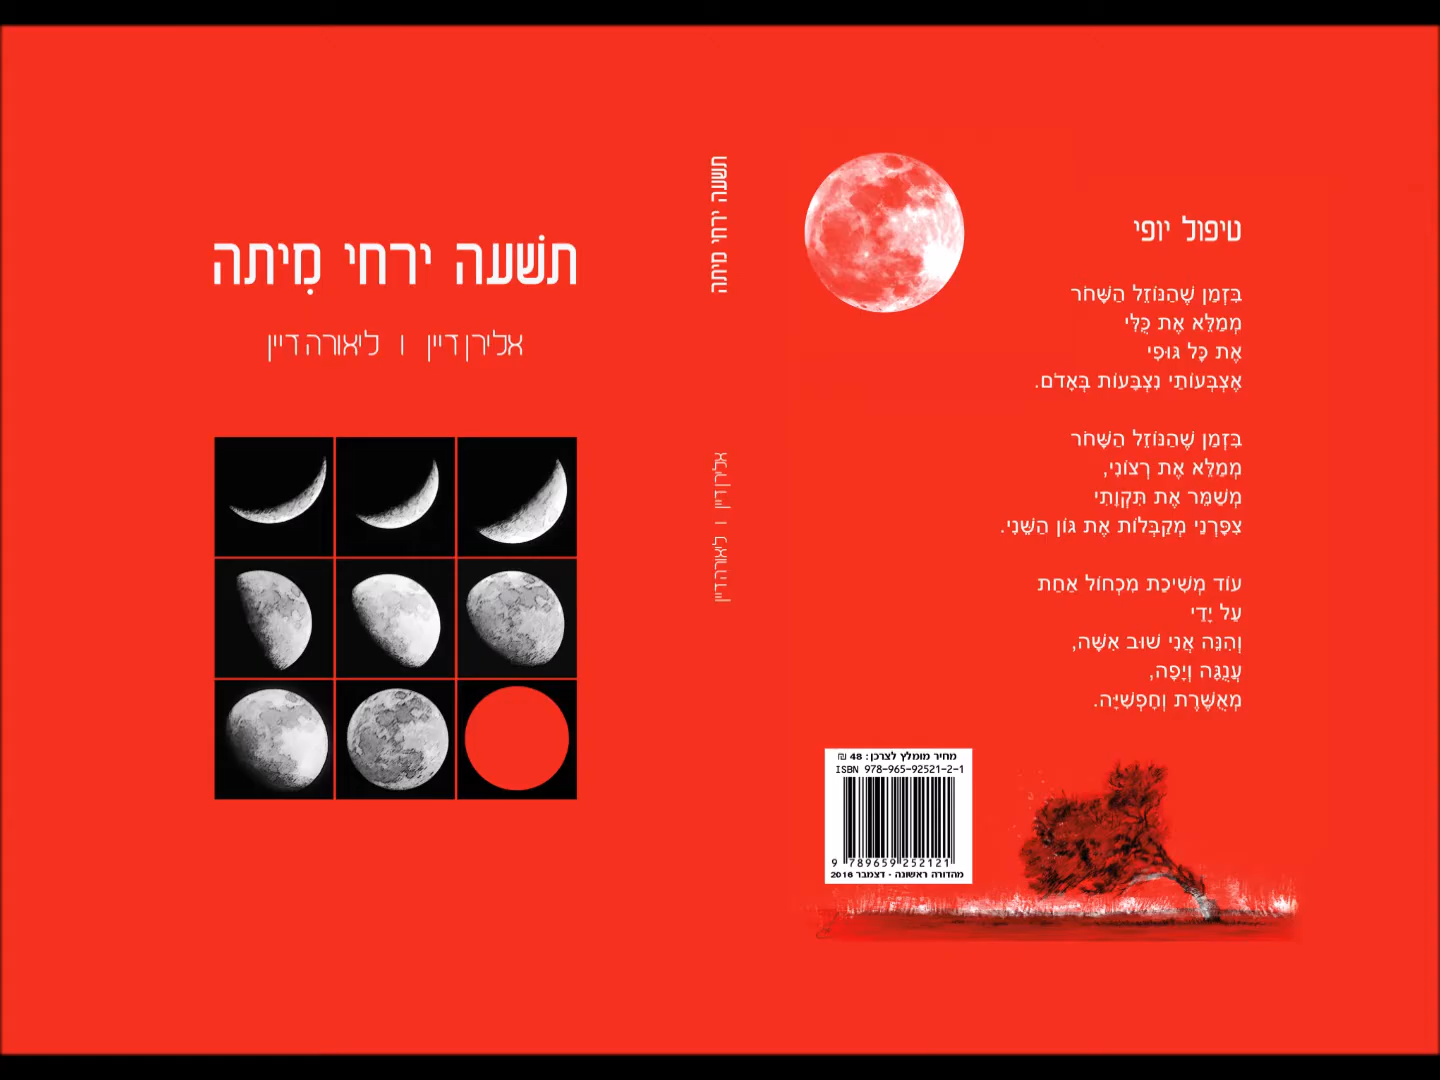 תשׁעה ירחי מִיתה
אלירן דיין | ליאורה דיין
תשעה ירחי מיתה
אלירן דיין | ליאורה דיין
טיפול יופי
בִּזְמַן שֶׁהַנּוֹזֵל הַשָּׁחֹר
מְמַלֵּא אֶת כֻּלִּי
אֶת כָּל גּוּפִי
אֶצְבְּעוֹתַי נִצְבָּעוֹת בְּאָדֹם.
בִּזְמַן שֶׁהַנּוֹזֵל הַשָּׁחֹר
מְמַלֵּא אֶת רְצוֹנִי,
מְשַׁמֵּר אֶת תִּקְוָתִי
צִפָּרְנַי מְקַבְּלוֹת אֶת גּוֹן הַשָּׁנִי.
עוֹד מְשִׁיכַת מִכְחוֹל אַחַת
עַל יָדִי
וְהִנֵּה אֲנִי שׁוּב אִשָּׁה,
עֲנֻגָּה וְיָפָה,
מְאֻשֶּׁרֶת וְחָפְשִׁיָּה.
מחיר מומלץ לצרכן: 48 ₪
ISBN 978-965-92521-2-1
9 789659 252121
מהדורה ראשונה - דצמבר 2016